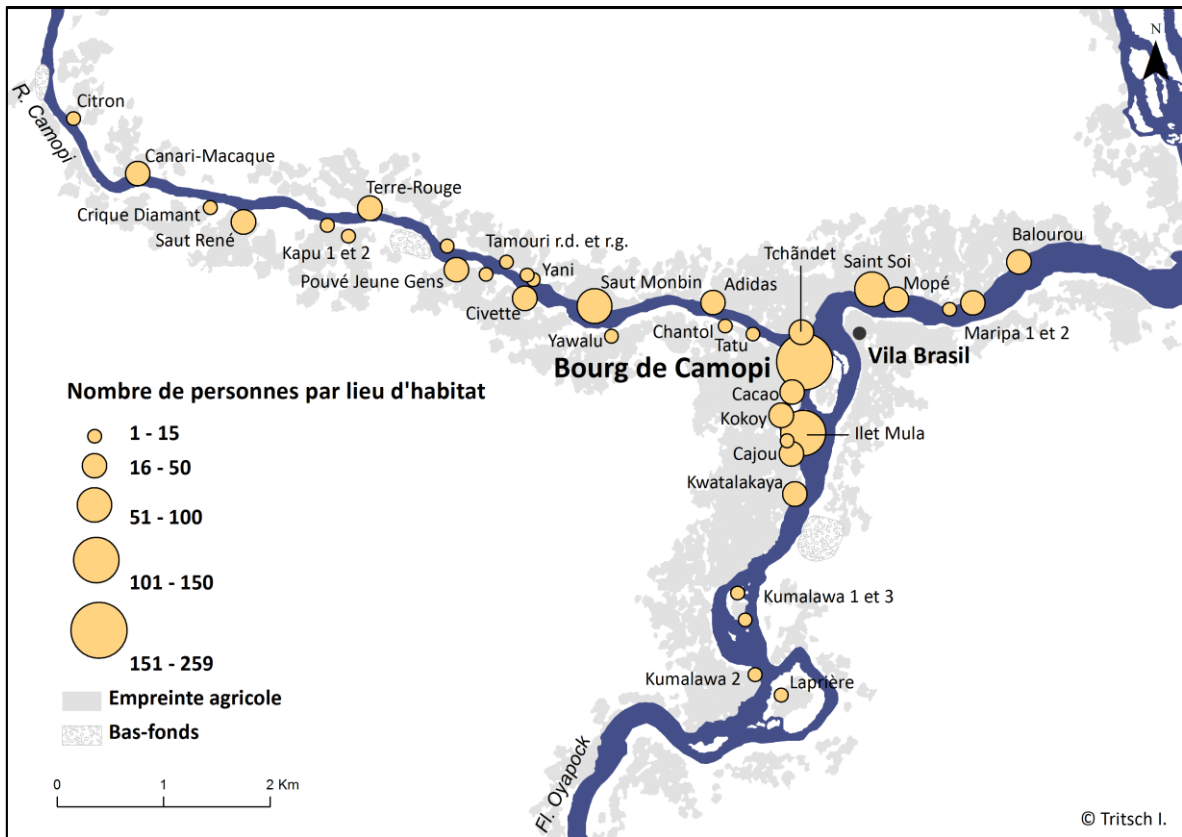 N
R. Camopi
Citron
Canari-Macaque
Crique Diamant
Saut René
Terre-Rouge
Kapu 1 et 2
Tamouri r.d. et r.g.
Pouvé Jeune Gens
Yani
Civette
Saut Monbin
Yawalu
Adidas
Chantol
Tatu
Tchãndet
Saint Soi
Mopé
Balourou
Maripa 1 et 2
Vila Brasil
Bourg de Camopi
Cacao
Kokoy
Ilet Mula
Cajou
Kwatalakaya
Kumalawa 1 et 3
Kumalawa 2
Laprière
Fl. Oyapock
Nombre de personnes par lieu d'habitat
1 - 15
16 - 50
51 - 100
101 - 150
151 - 259
Empreinte agricole
Bas-fonds
0 1 2 Km
© Tritsch I.